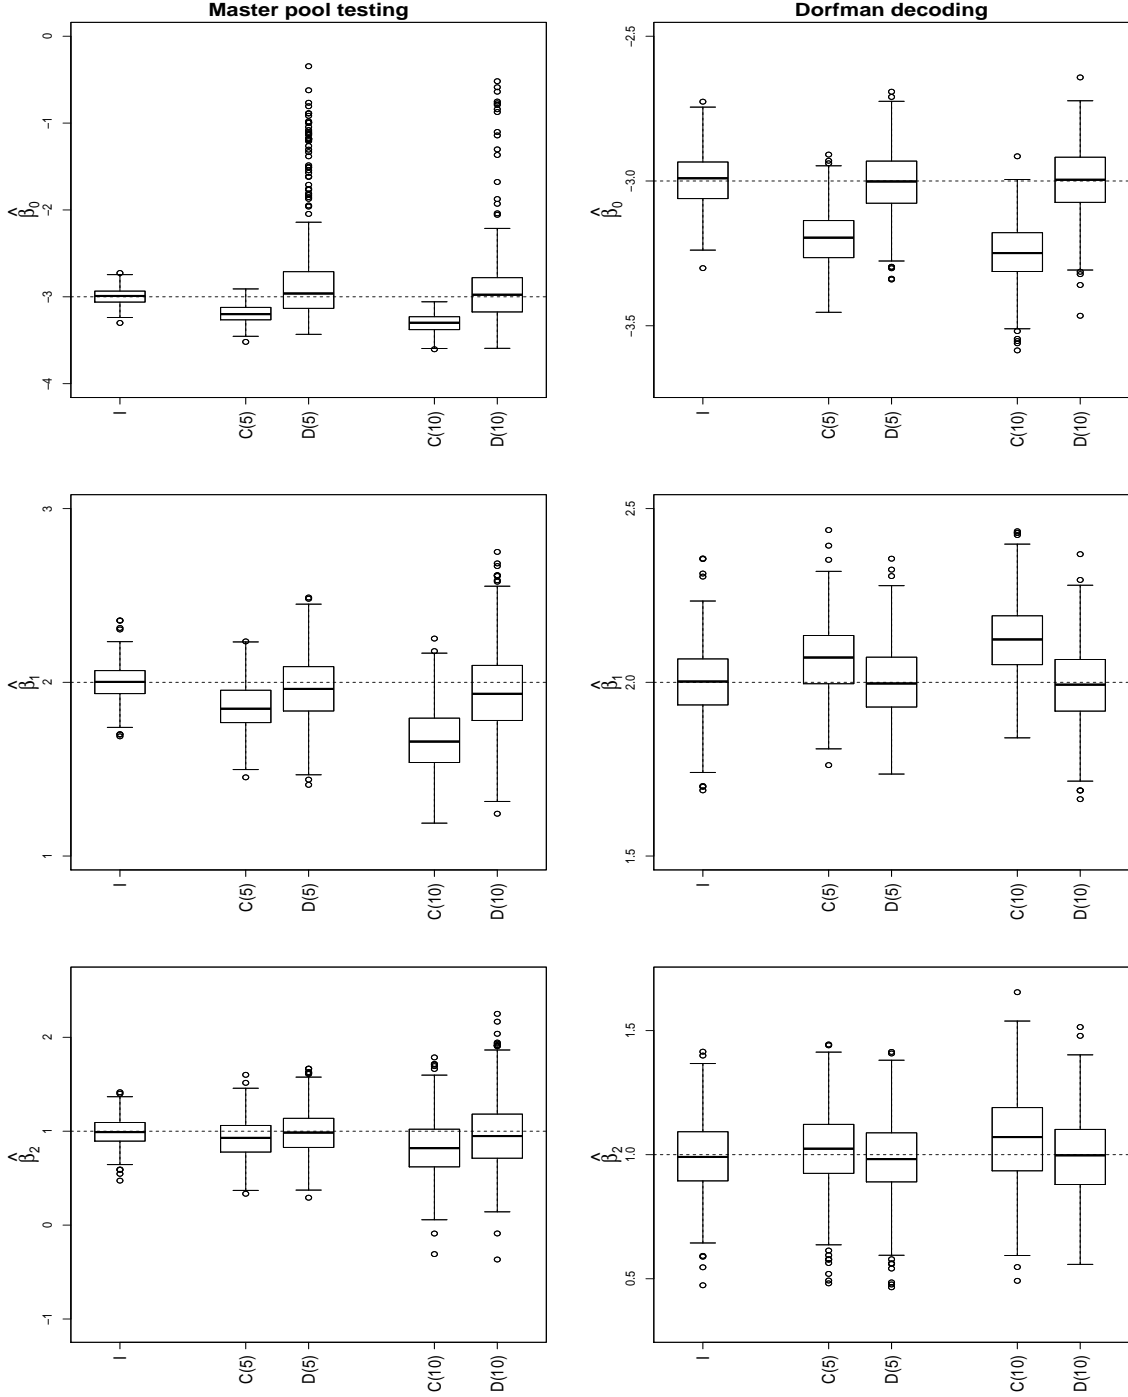 Master pool testing
Dorfman decoding
0
−1
−2
−3
−4
β̂0
I
C(5)
D(5)
C(10)
D(10)
−2.5
−3.0
−3.5
β̂0
I
C(5)
D(5)
C(10)
D(10)
3
2
1
β̂1
I
C(5)
D(5)
C(10)
D(10)
2.5
2.0
1.5
β̂1
I
C(5)
D(5)
C(10)
D(10)
2
1
0
−1
β̂2
I
C(5)
D(5)
C(10)
D(10)
1.5
1.0
0.5
β̂2
I
C(5)
D(5)
C(10)
D(10)